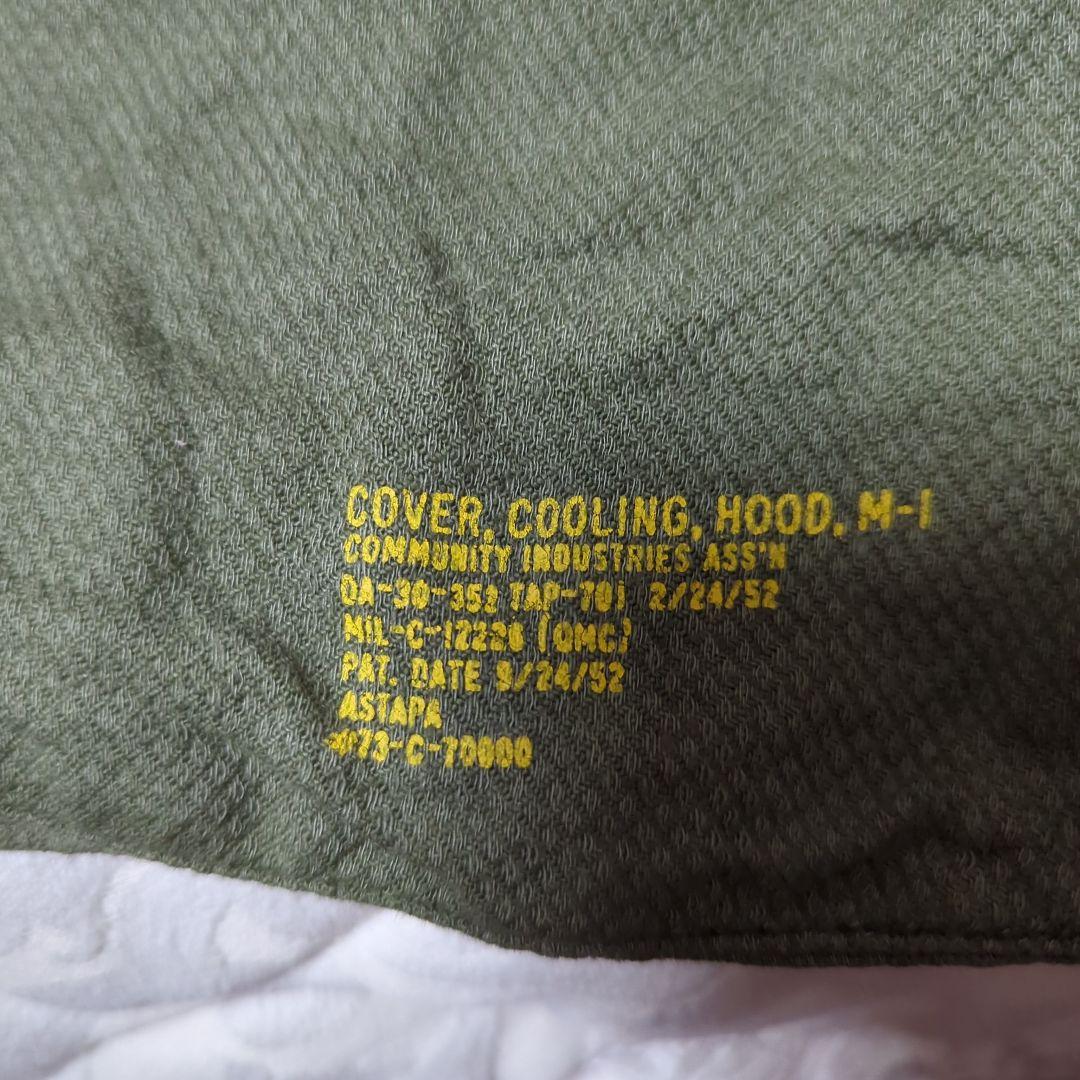 COVER, COOLING, HOOD, M-1
COMMUNITY INDUSTRIES ASS'N
DA-30-352 TAP-701 2/24/52
MIL-C-12226 (QMC)
PAT. DATE 9/24/52
ASTAPA
73-C-70000